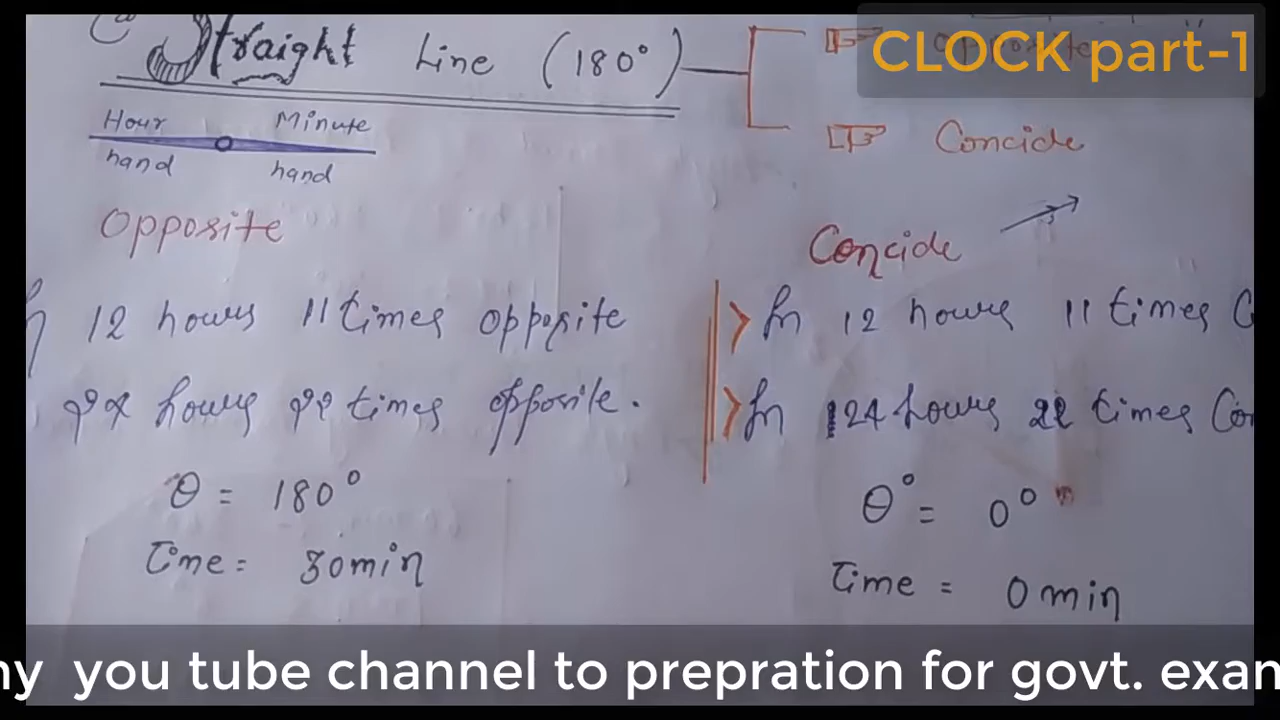 Straight Line (180°)
CLOCK part-1
Concide
Hour Minute
hand hand
Opposite
12 hours 11 times opposite
24 hours 22 times opposite.
θ = 180°
Time = 30min
Concide
In 12 hours 11 times
In 24 hours 22 times
θ° = 0°
Time = 0 min
you tube channel to prepration for govt.